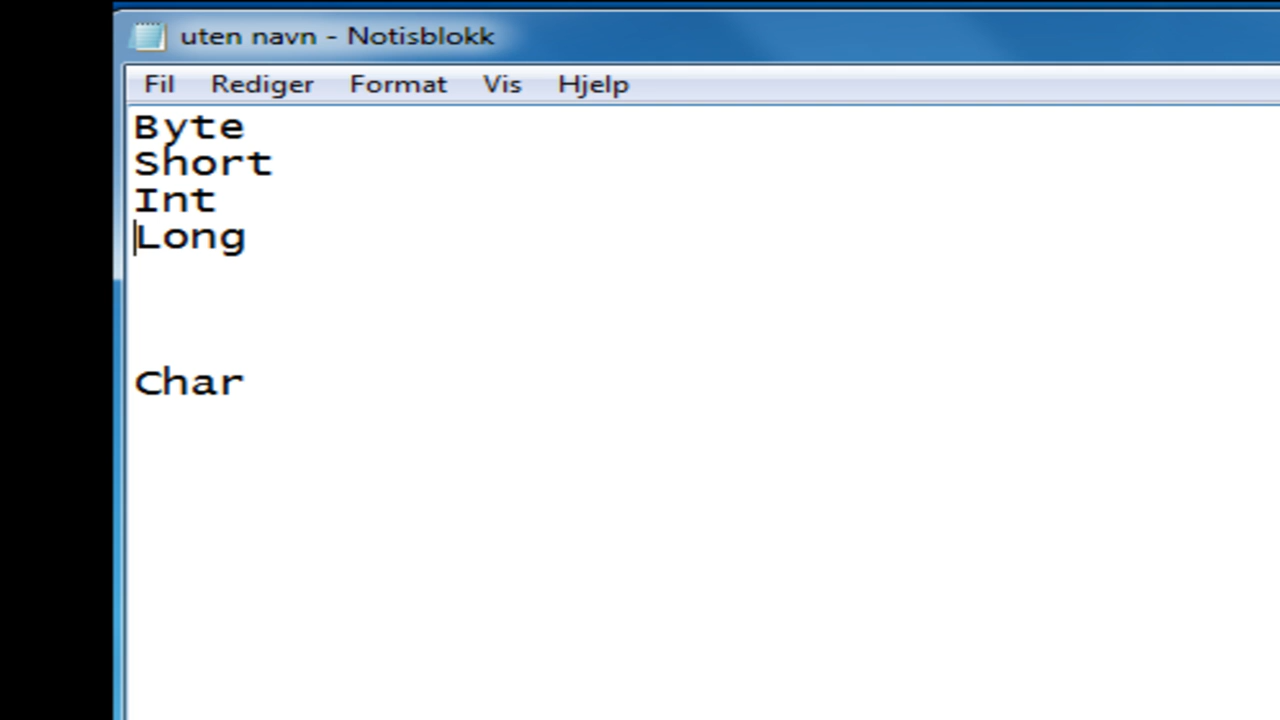 uten navn - Notisblokk
Fil Rediger Format Vis Hjelp
Byte
Short
Int
Long
Char